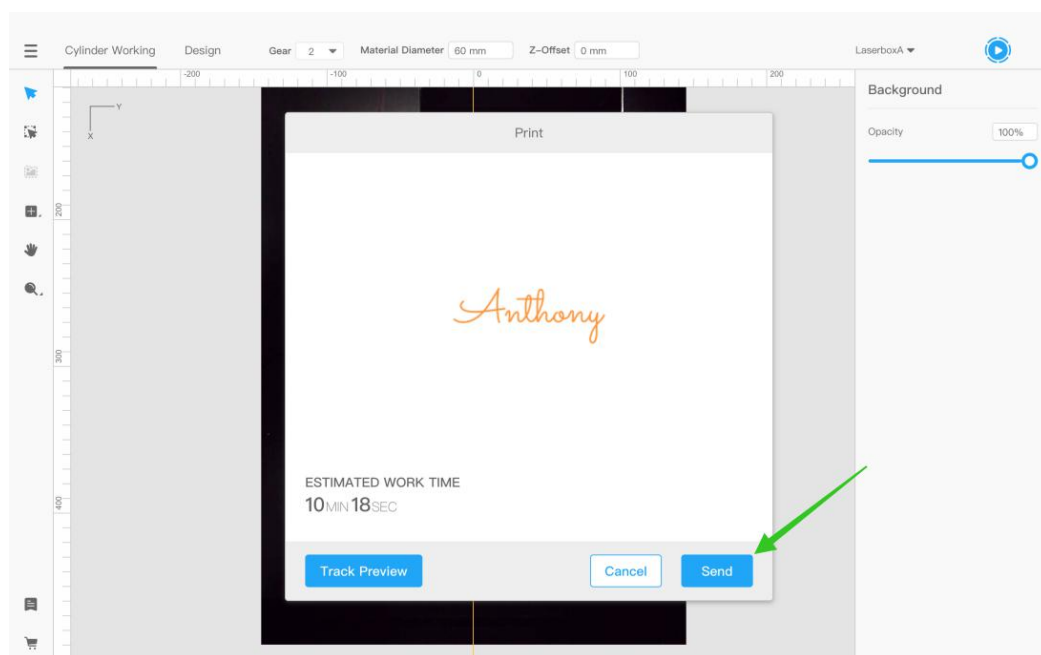 Cylinder Working Design Gear 2 Material Diameter 60 mm Z-Offset 0 mm LaserboxA
-200 -100 0 100 200
Background
Y
X
Print
Opacity 100%
200
Anthony
300
ESTIMATED WORK TIME
10MIN 18SEC
400
Track Preview Cancel Send